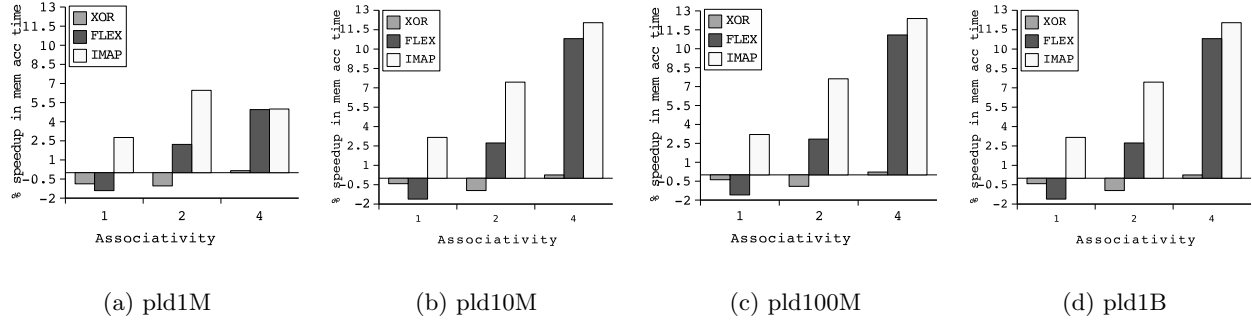 % speedup in mem acc time
13
11.5
10
8.5
7
5.5
4
2.5
1
−0.5
−2
XOR
FLEX
IMAP
1
2
4
Associativity
(a) pld1M
% speedup in mem acc time
13
11.5
10
8.5
7
5.5
4
2.5
1
−0.5
−2
XOR
FLEX
IMAP
1
2
4
Associativity
(b) pld10M
% speedup in mem acc time
13
11.5
10
8.5
7
5.5
4
2.5
1
−0.5
−2
XOR
FLEX
IMAP
1
2
4
Associativity
(c) pld100M
% speedup in mem acc time
13
11.5
10
8.5
7
5.5
4
2.5
1
−0.5
−2
XOR
FLEX
IMAP
1
2
4
Associativity
(d) pld1B